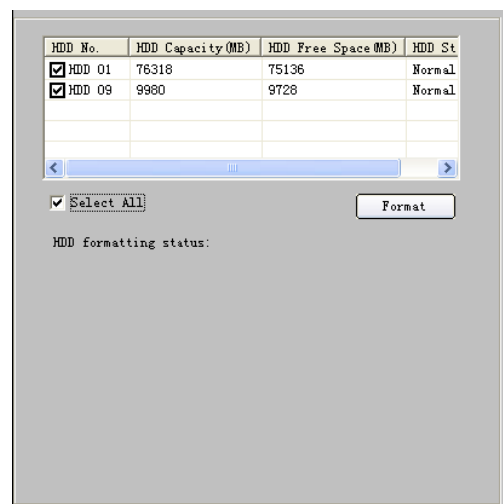 HDD No. HDD Capacity(MB) HDD Free Space(MB) HDD St
HDD 01 76318 75136 Normal
HDD 09 9980 9728 Normal
Select All Format
HDD formatting status: